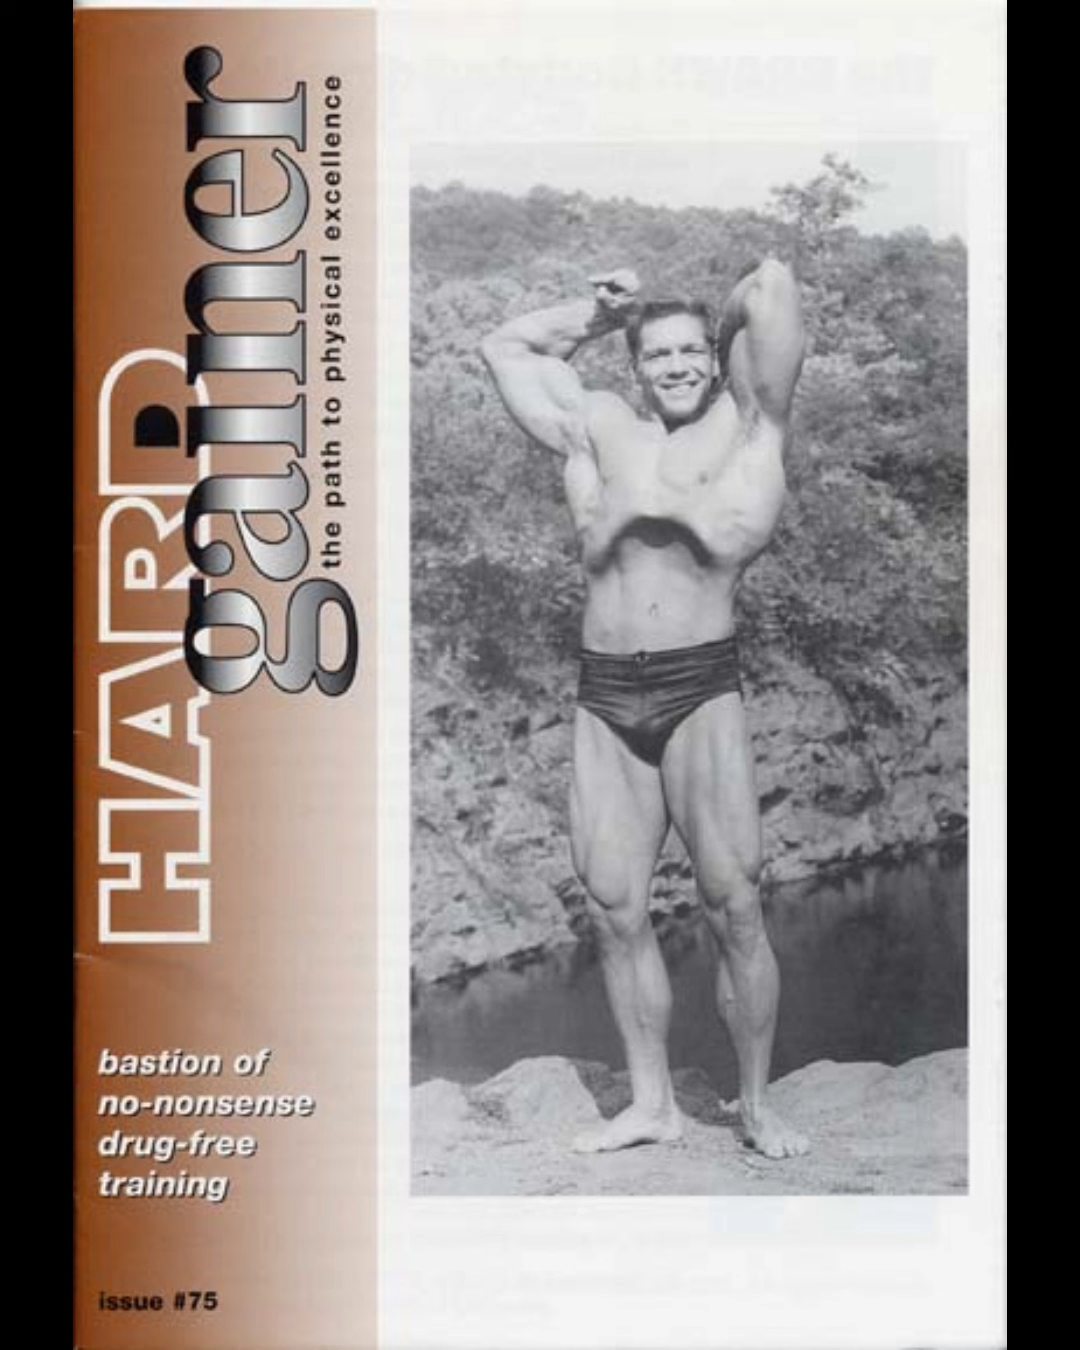 HARD
gainer
the path to physical excellence
bastion of
no-nonsense
drug-free
training
issue #75